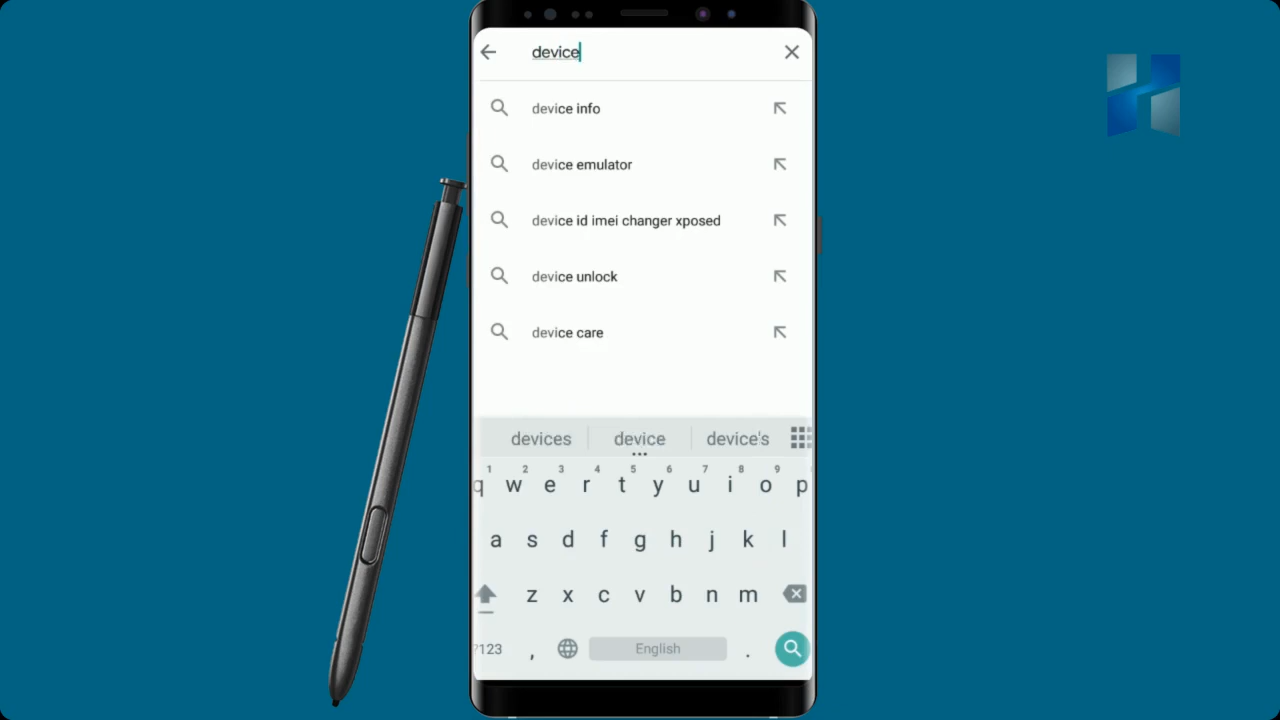 device
device info
device emulator
device id imei changer xposed
device unlock
device care
devices device device's
1 2 3 4 5 6 7 8 9
q w e r t y u i o p
a s d f g h j k l
z x c v b n m
?123 , English .